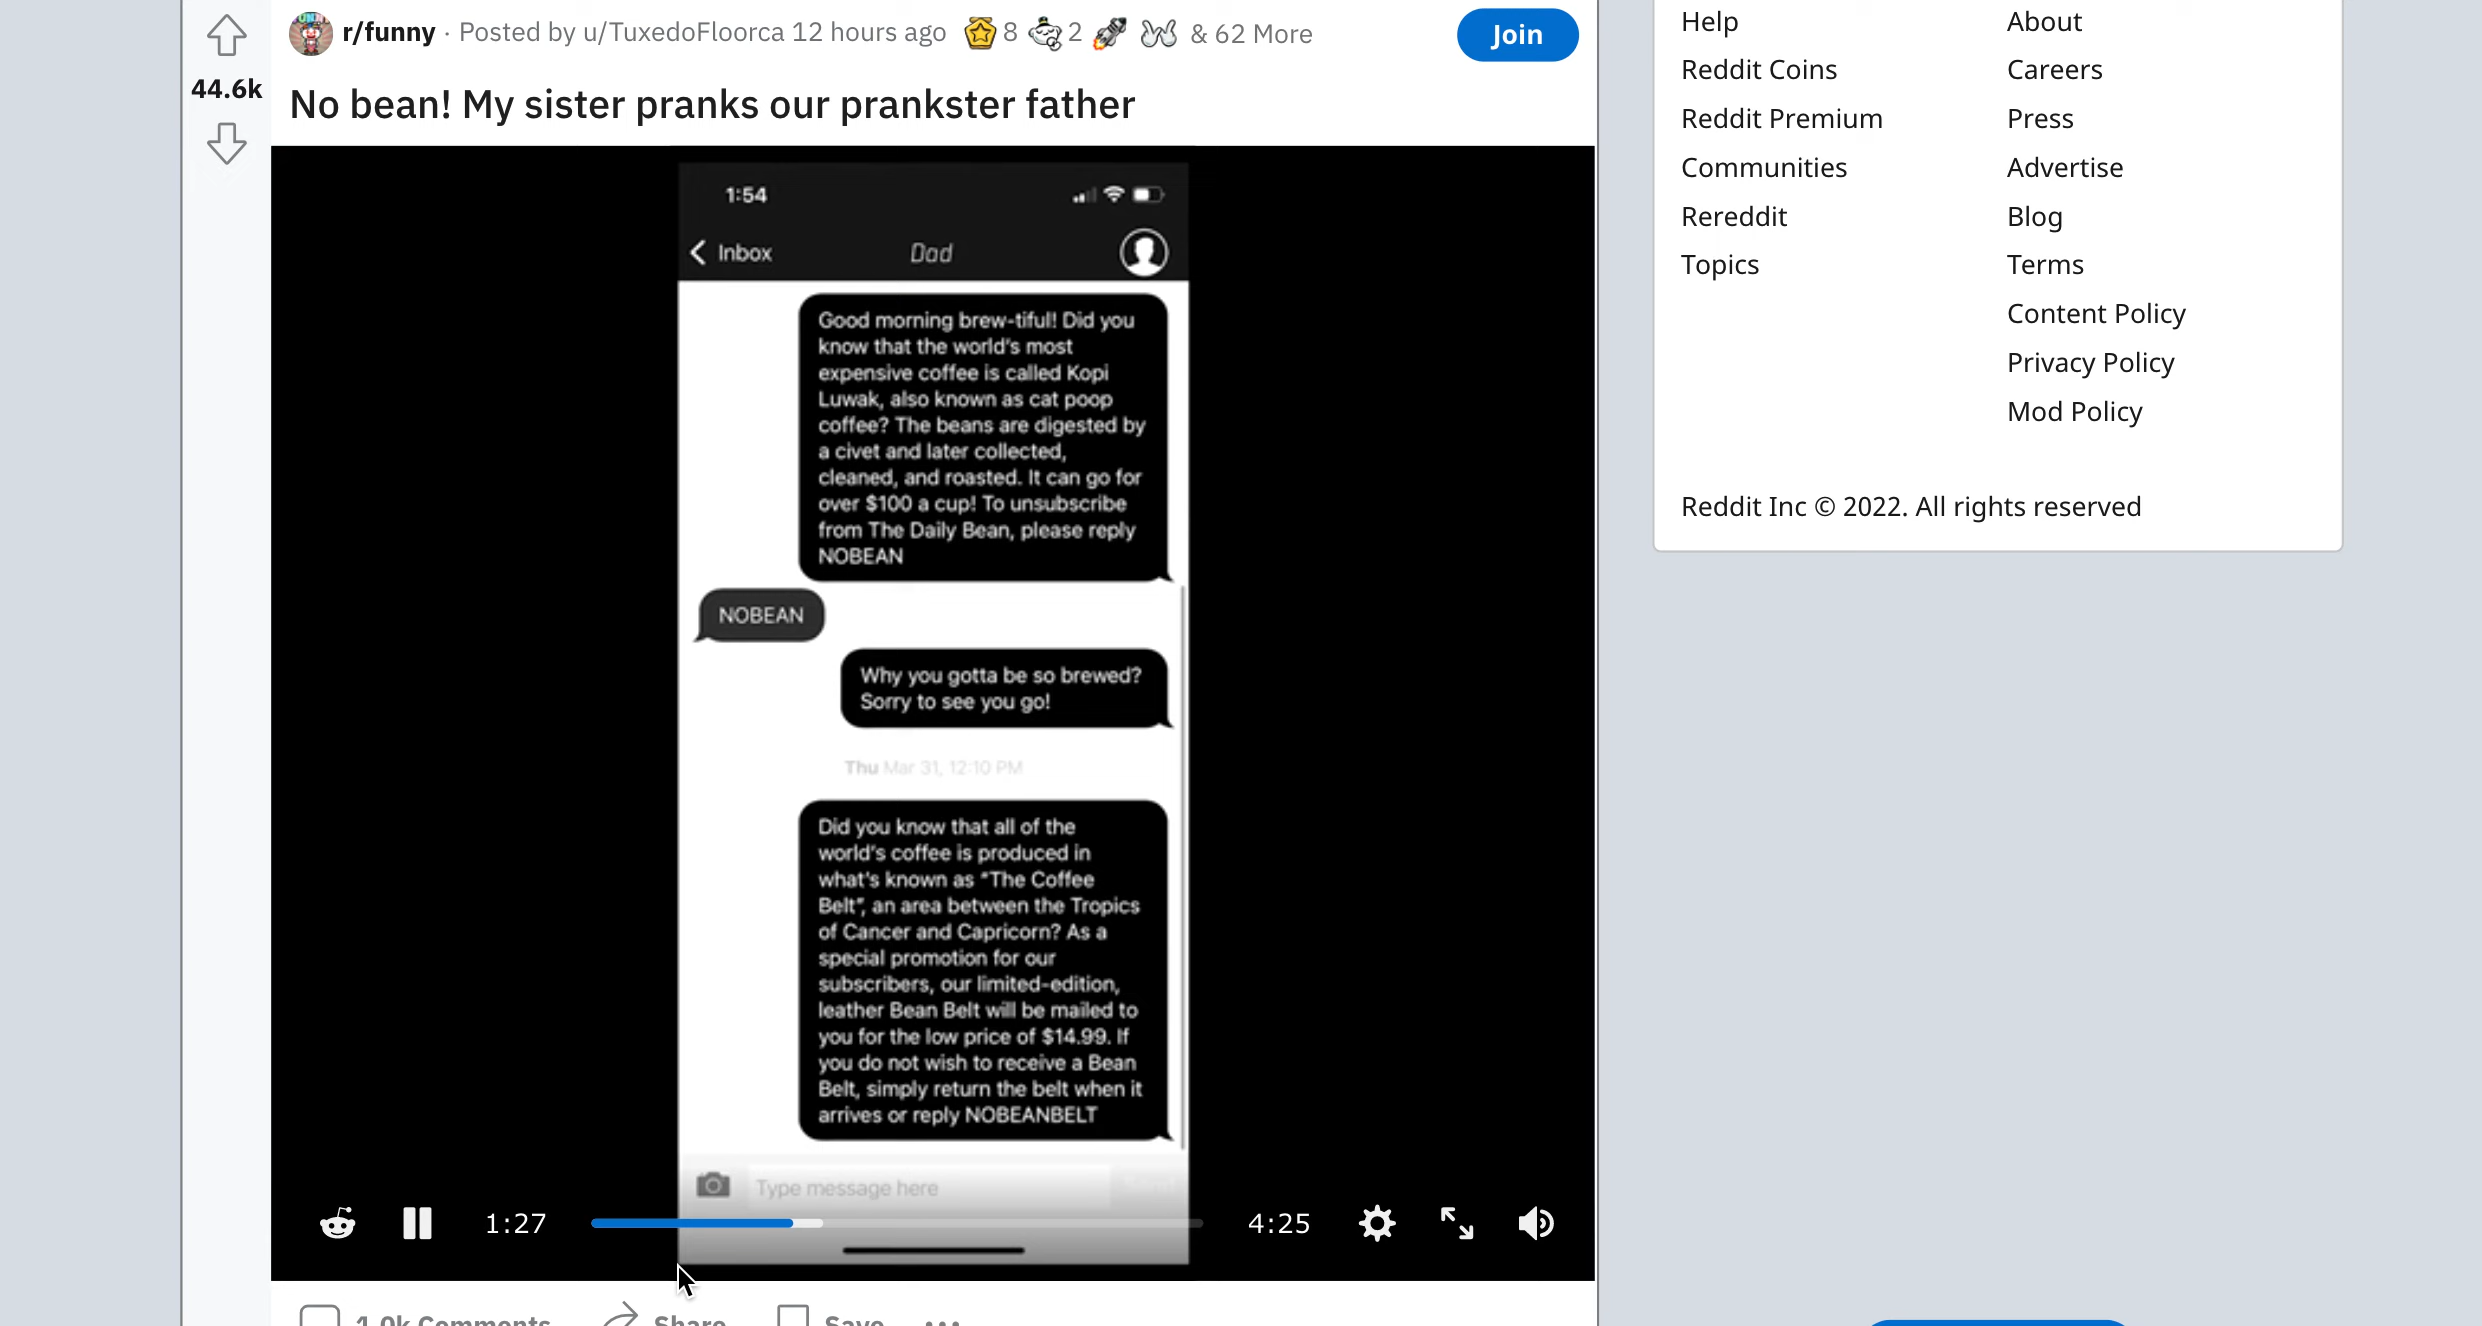 r/funny · Posted by u/TuxedoFloorca 12 hours ago 8 2 & 62 More
Join
44.6k
No bean! My sister pranks our prankster father
1:54
Inbox
Dad
Good morning brew-tiful! Did you
know that the world's most
expensive coffee is called Kopi
Luwak, also known as cat poop
coffee? The beans are digested by
a civet and later collected,
cleaned, and roasted. It can go for
over $100 a cup! To unsubscribe
from The Daily Bean, please reply
NOBEAN
NOBEAN
Why you gotta be so brewed?
Sorry to see you go!
Thu Mar 31, 12:10 PM
Did you know that all of the
world's coffee is produced in
what's known as "The Coffee
Belt", an area between the Tropics
of Cancer and Capricorn? As a
special promotion for our
subscribers, our limited-edition,
leather Bean Belt will be mailed to
you for the low price of $14.99. If
you do not wish to receive a Bean
Belt, simply return the belt when it
arrives or reply NOBEANBELT
Type message here
1:27
4:25
1.0k Comments
Share
Save
Help
Reddit Coins
Reddit Premium
Communities
Rereddit
Topics
About
Careers
Press
Advertise
Blog
Terms
Content Policy
Privacy Policy
Mod Policy
Reddit Inc © 2022. All rights reserved